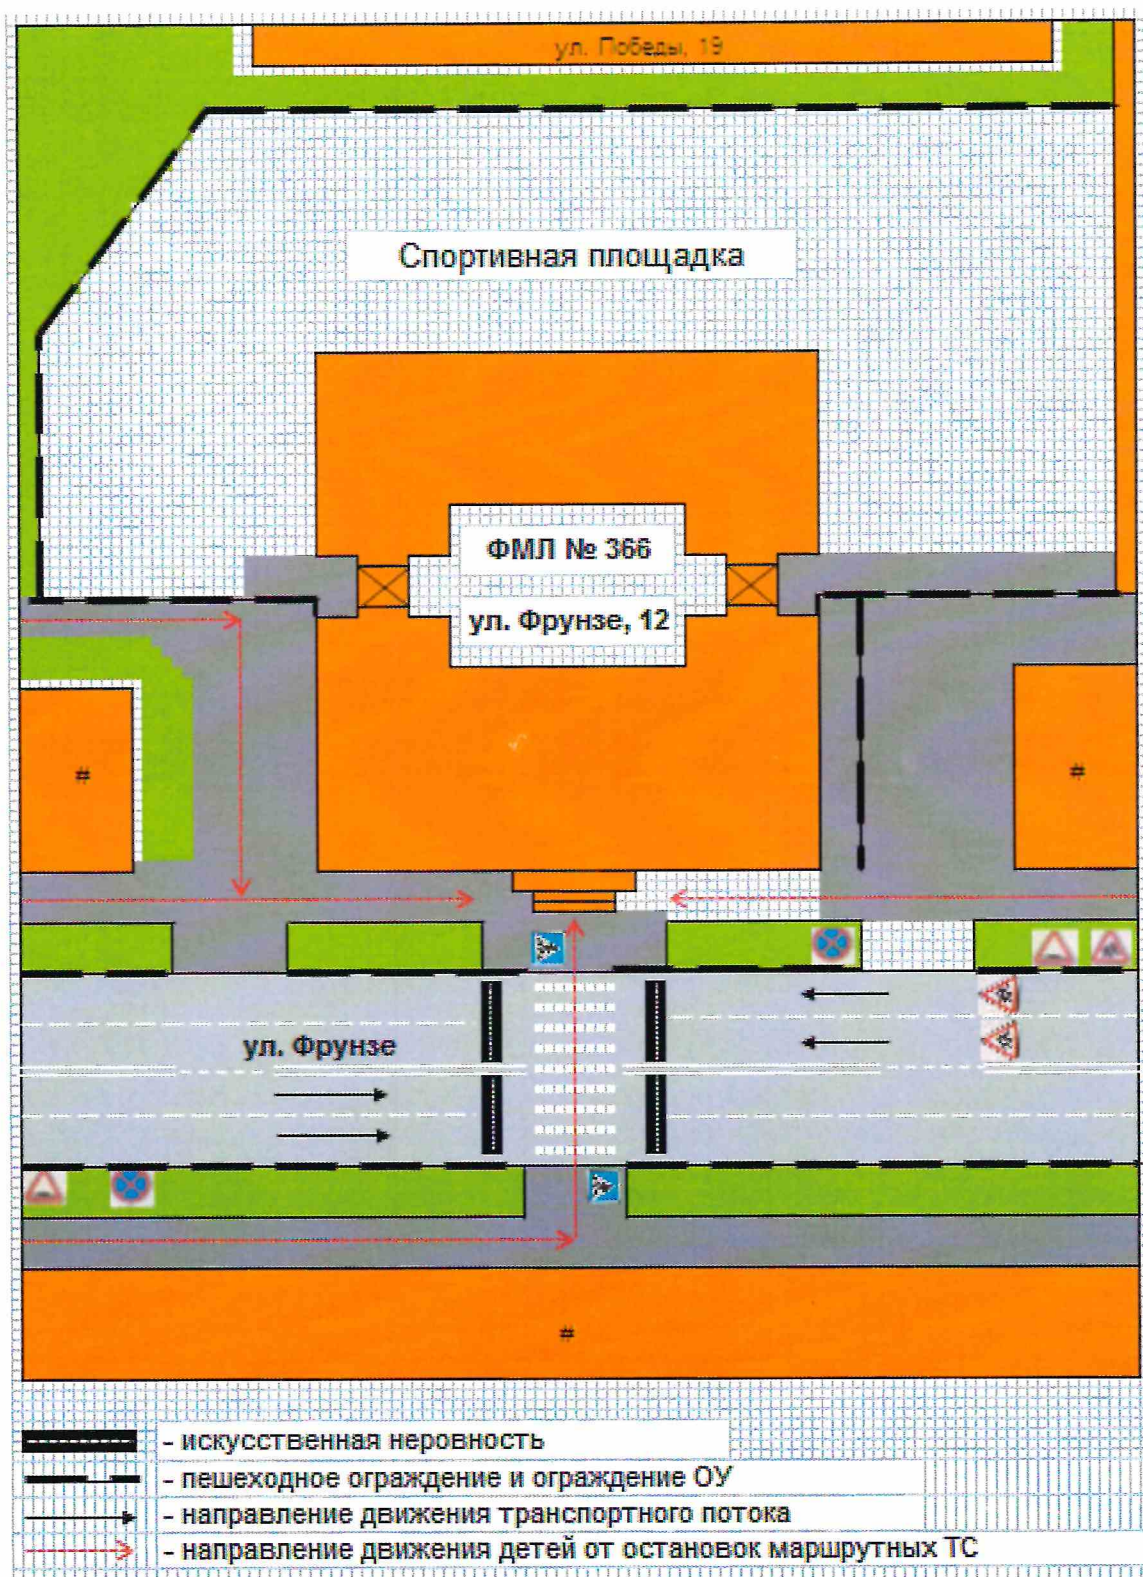 ул. Победы, 19
Спортивная площадка
ФМЛ № 366
ул. Фрунзе, 12
#
#
ул. Фрунзе
#
- искусственная неровность
- пешеходное ограждение и ограждение ОУ
- направление движения транспортного потока
- направление движения детей от остановок маршрутных ТС